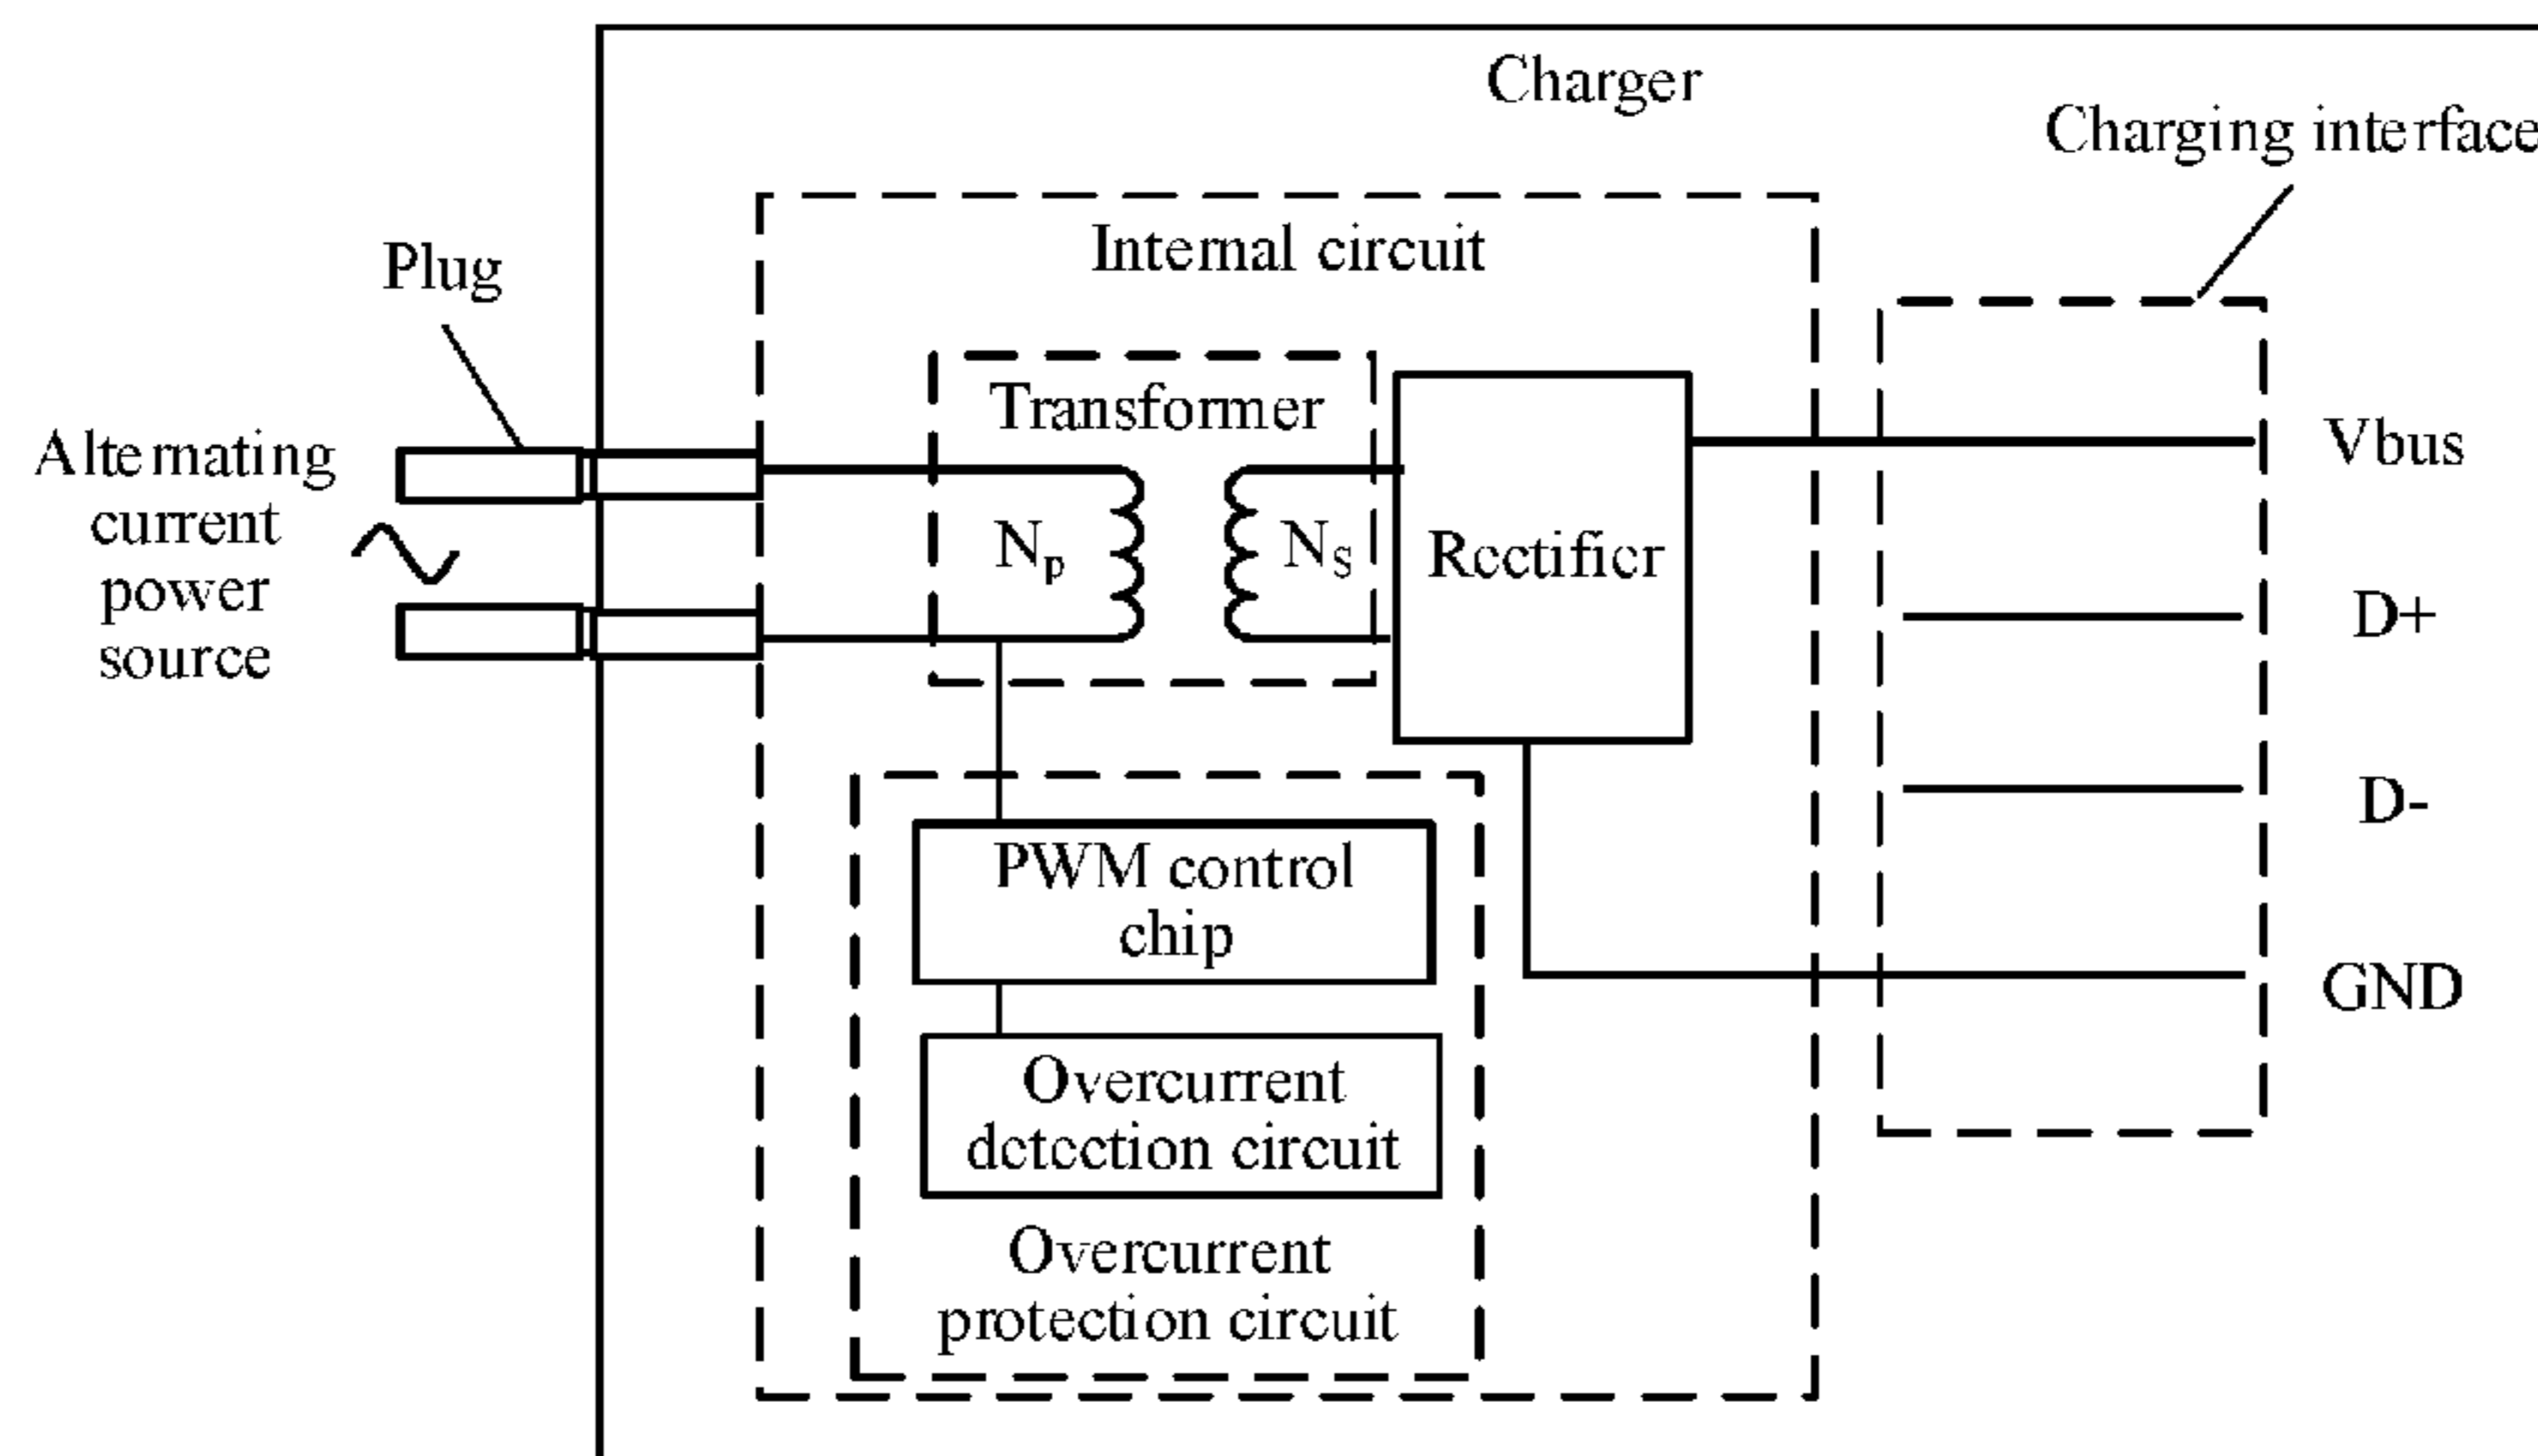 Charger
Charging interface
Internal circuit
Plug
Transformer
Alternating
current
power
source
Np
NS
Rectifier
Vbus
D+
D-
GND
PWM control
chip
Overcurrent
detection circuit
Overcurrent
protection circuit